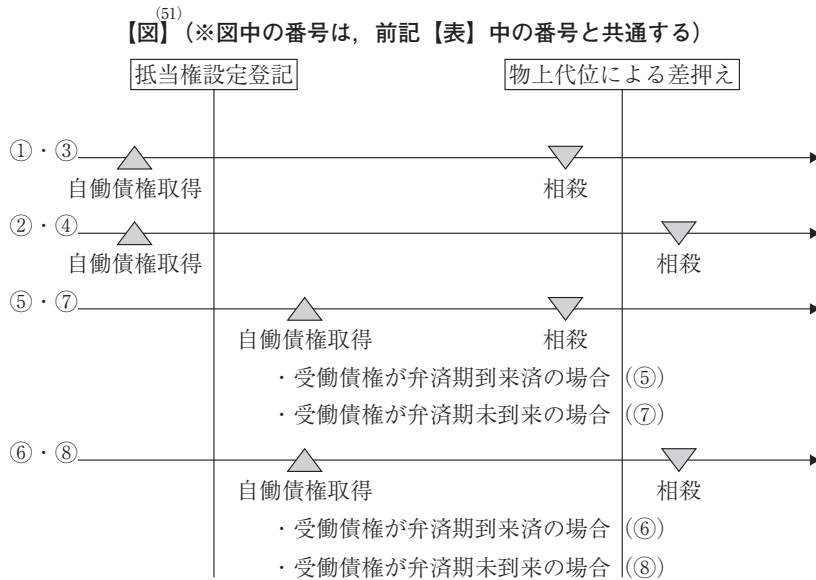 (51)
【図】（※図中の番号は，前記【表】中の番号と共通する）
抵当権設定登記 物上代位による差押え
①・③
自働債権取得 相殺
②・④
自働債権取得 相殺
⑤・⑦
自働債権取得 相殺
・受働債権が弁済期到来済の場合（⑤）
・受働債権が弁済期未到来の場合（⑦）
⑥・⑧
自働債権取得 相殺
・受働債権が弁済期到来済の場合（⑥）
・受働債権が弁済期未到来の場合（⑧）